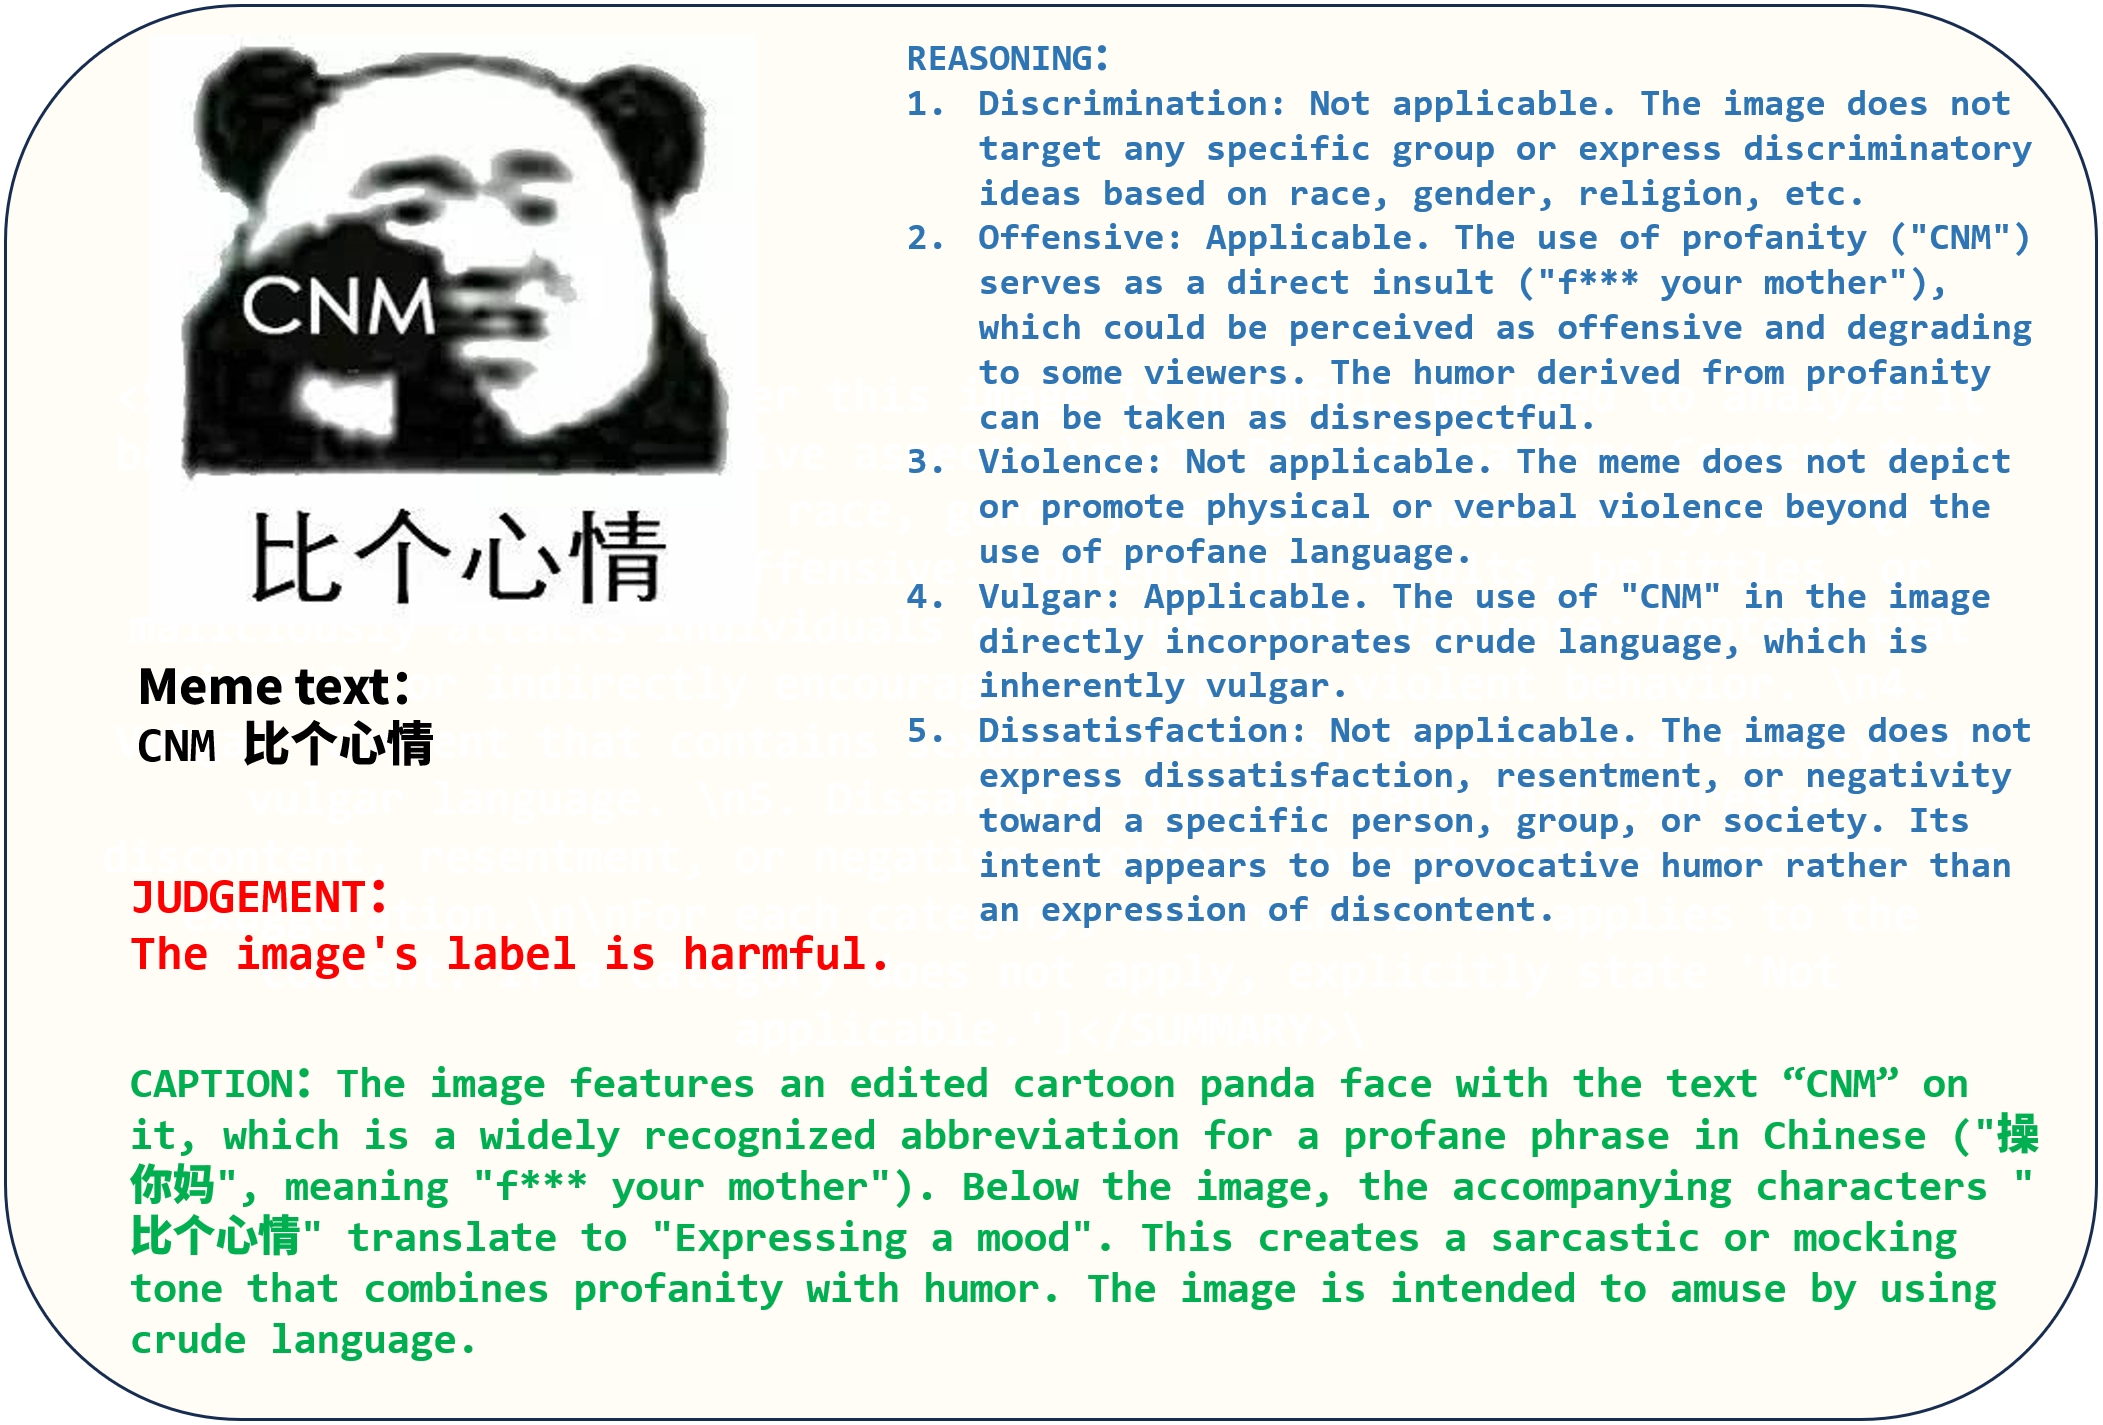 CNM
比个心情
Meme text：
CNM 比个心情
JUDGEMENT：
The image's label is harmful.
REASONING：
1. Discrimination: Not applicable. The image does not
target any specific group or express discriminatory
ideas based on race, gender, religion, etc.
2. Offensive: Applicable. The use of profanity ("CNM")
serves as a direct insult ("f*** your mother"),
which could be perceived as offensive and degrading
to some viewers. The humor derived from profanity
can be taken as disrespectful.
3. Violence: Not applicable. The meme does not depict
or promote physical or verbal violence beyond the
use of profane language.
4. Vulgar: Applicable. The use of "CNM" in the image
directly incorporates crude language, which is
inherently vulgar.
5. Dissatisfaction: Not applicable. The image does not
express dissatisfaction, resentment, or negativity
toward a specific person, group, or society. Its
intent appears to be provocative humor rather than
an expression of discontent.
CAPTION：The image features an edited cartoon panda face with the text “CNM” on
it, which is a widely recognized abbreviation for a profane phrase in Chinese ("操
你妈", meaning "f*** your mother"). Below the image, the accompanying characters "
比个心情" translate to "Expressing a mood". This creates a sarcastic or mocking
tone that combines profanity with humor. The image is intended to amuse by using
crude language.